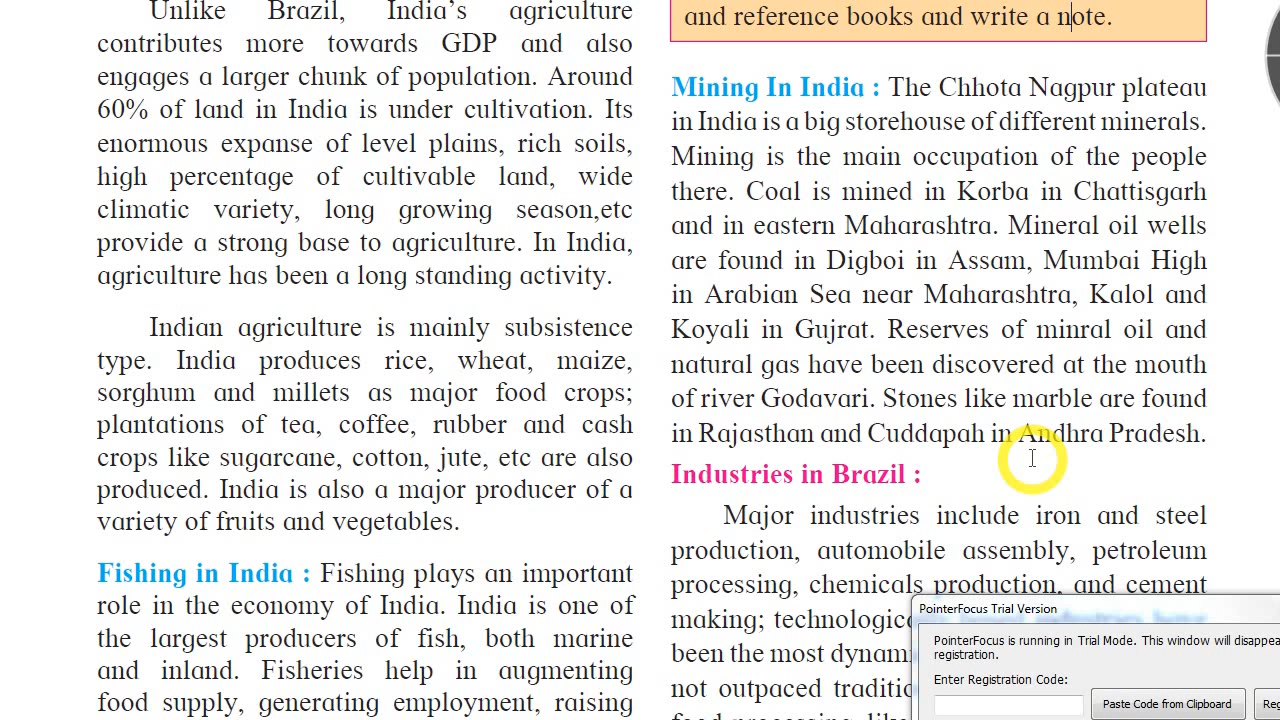 Unlike Brazil, India's agriculture
contributes more towards GDP and also
engages a larger chunk of population. Around
60% of land in India is under cultivation. Its
enormous expanse of level plains, rich soils,
high percentage of cultivable land, wide
climatic variety, long growing season,etc
provide a strong base to agriculture. In India,
agriculture has been a long standing activity.
Indian agriculture is mainly subsistence
type. India produces rice, wheat, maize,
sorghum and millets as major food crops;
plantations of tea, coffee, rubber and cash
crops like sugarcane, cotton, jute, etc are also
produced. India is also a major producer of a
variety of fruits and vegetables.
Fishing in India : Fishing plays an important
role in the economy of India. India is one of
the largest producers of fish, both marine
and inland. Fisheries help in augmenting
food supply, generating employment, raising
and reference books and write a note.
Mining In India : The Chhota Nagpur plateau
in India is a big storehouse of different minerals.
Mining is the main occupation of the people
there. Coal is mined in Korba in Chattisgarh
and in eastern Maharashtra. Mineral oil wells
are found in Digboi in Assam, Mumbai High
in Arabian Sea near Maharashtra, Kalol and
Koyali in Gujrat. Reserves of minral oil and
natural gas have been discovered at the mouth
of river Godavari. Stones like marble are found
in Rajasthan and Cuddapah in Andhra Pradesh.
Industries in Brazil :
Major industries include iron and steel
production, automobile assembly, petroleum
processing, chemicals production, and cement
making;
been the most
not outpaced
PointerFocus Trial Version
PointerFocus is running in Trial Mode. This window will
registration.
Enter Registration Code:
Paste Code from Clipboard